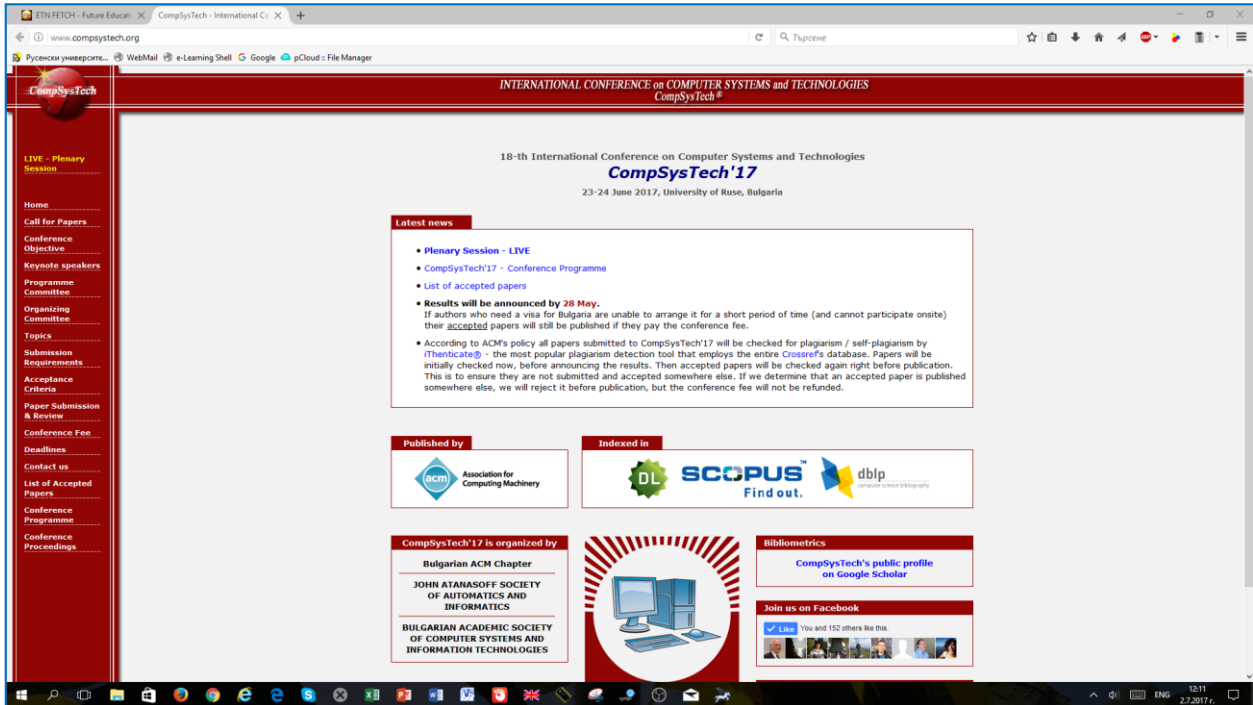 ETN FETCH - Future Educati
CompSysTech - International Co
www.compsystech.org
Търсене
Русенски университе...
WebMail
e-Learning Shell
Google
pCloud :: File Manager
CompSysTech
INTERNATIONAL CONFERENCE on COMPUTER SYSTEMS and TECHNOLOGIES
CompSysTech ®
LIVE - Plenary
Session
Home
Call for Papers
Conference
Objective
Keynote speakers
Programme
Committee
Organizing
Committee
Topics
Submission
Requirements
Acceptance
Criteria
Paper Submission
& Review
Conference Fee
Deadlines
Contact us
List of Accepted
Papers
Conference
Programme
Conference
Proceedings
18-th International Conference on Computer Systems and Technologies
CompSysTech'17
23-24 June 2017, University of Ruse, Bulgaria
Latest news
• Plenary Session - LIVE
• CompSysTech'17 - Conference Programme
• List of accepted papers
• Results will be announced by 28 May.
If authors who need a visa for Bulgaria are unable to arrange it for a short period of time (and cannot participate onsite)
their accepted papers will still be published if they pay the conference fee.
• According to ACM's policy all papers submitted to CompSysTech'17 will be checked for plagiarism / self-plagiarism by
iThenticate® - the most popular plagiarism detection tool that employs the entire Crossref's database. Papers will be
initially checked now, before announcing the results. Then accepted papers will be checked again right before publication.
This is to ensure they are not submitted and accepted somewhere else. If we determine that an accepted paper is published
somewhere else, we will reject it before publication, but the conference fee will not be refunded.
Published by
acm
Association for
Computing Machinery
Indexed in
DL
SCOPUS™
Find out.
dblp
computer science bibliography
CompSysTech'17 is organized by
Bulgarian ACM Chapter
JOHN ATANASOFF SOCIETY
OF AUTOMATICS AND
INFORMATICS
BULGARIAN ACADEMIC SOCIETY
OF COMPUTER SYSTEMS AND
INFORMATION TECHNOLOGIES
Bibliometrics
CompSysTech's public profile
on Google Scholar
Join us on Facebook
Like
You and 152 others like this.
ENG
12:11
2.7.2017 г.